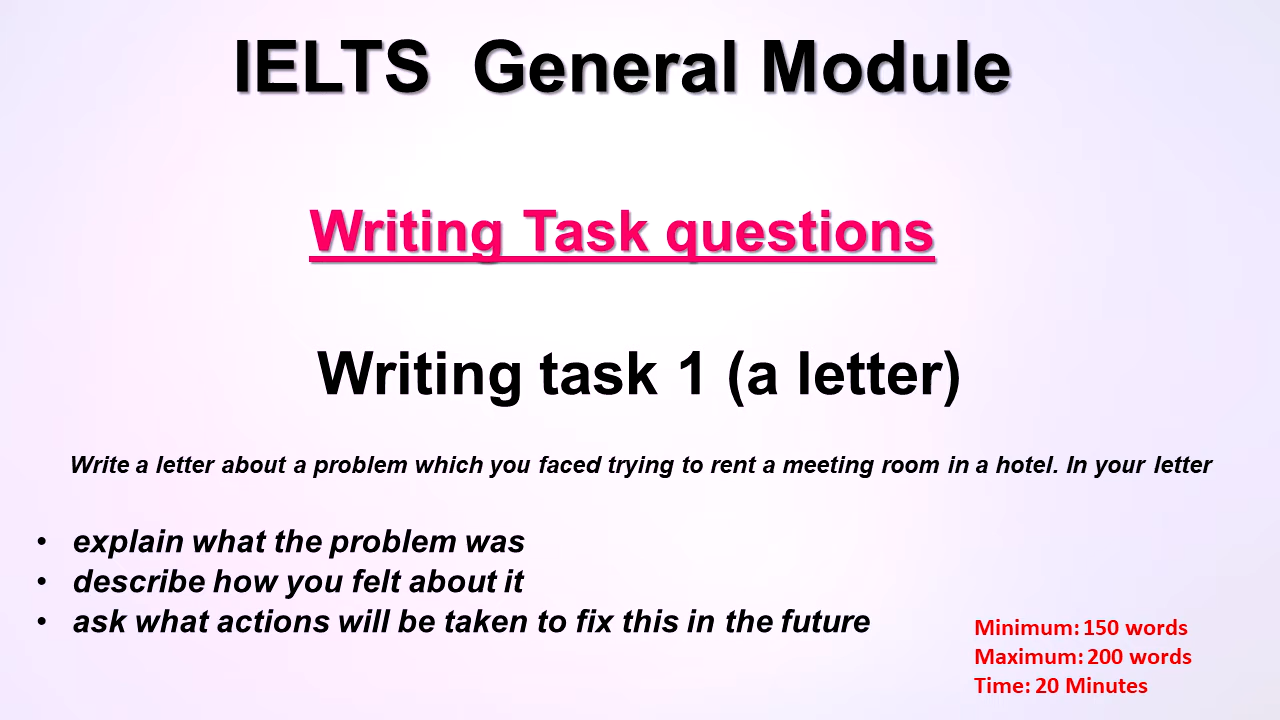 IELTS  General Module
Writing Task questions
Writing task 1 (a letter)
Write a letter about a problem which you faced trying to rent a meeting room in a hotel. In your letter
• explain what the problem was
• describe how you felt about it
• ask what actions will be taken to fix this in the future
Minimum: 150 words
Maximum: 200 words
Time: 20 Minutes